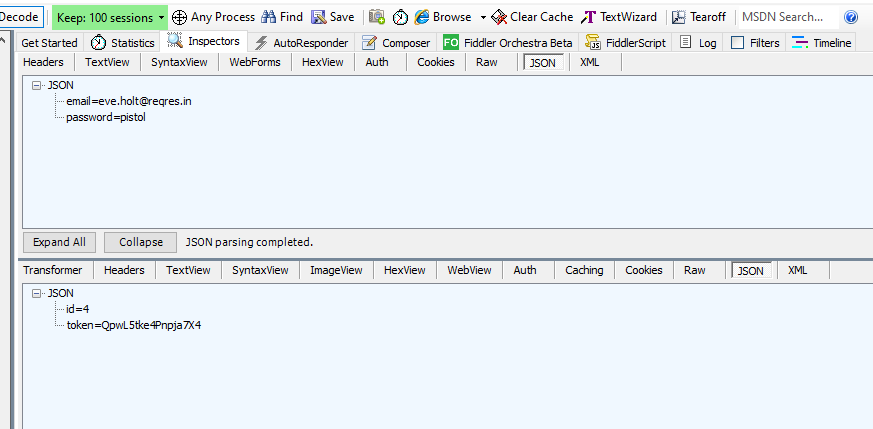 Decode Keep: 100 sessions Any Process Find Save Browse Clear Cache TextWizard Tearoff MSDN Search...
Get Started Statistics Inspectors AutoResponder Composer FO Fiddler Orchestra Beta JS FiddlerScript Log Filters Timeline
Headers TextView SyntaxView WebForms HexView Auth Cookies Raw JSON XML
JSON
email=eve.holt@reqres.in
password=pistol
Expand All Collapse JSON parsing completed.
Transformer Headers TextView SyntaxView ImageView HexView WebView Auth Caching Cookies Raw JSON XML
JSON
id=4
token=QpwL5tke4Pnpja7X4